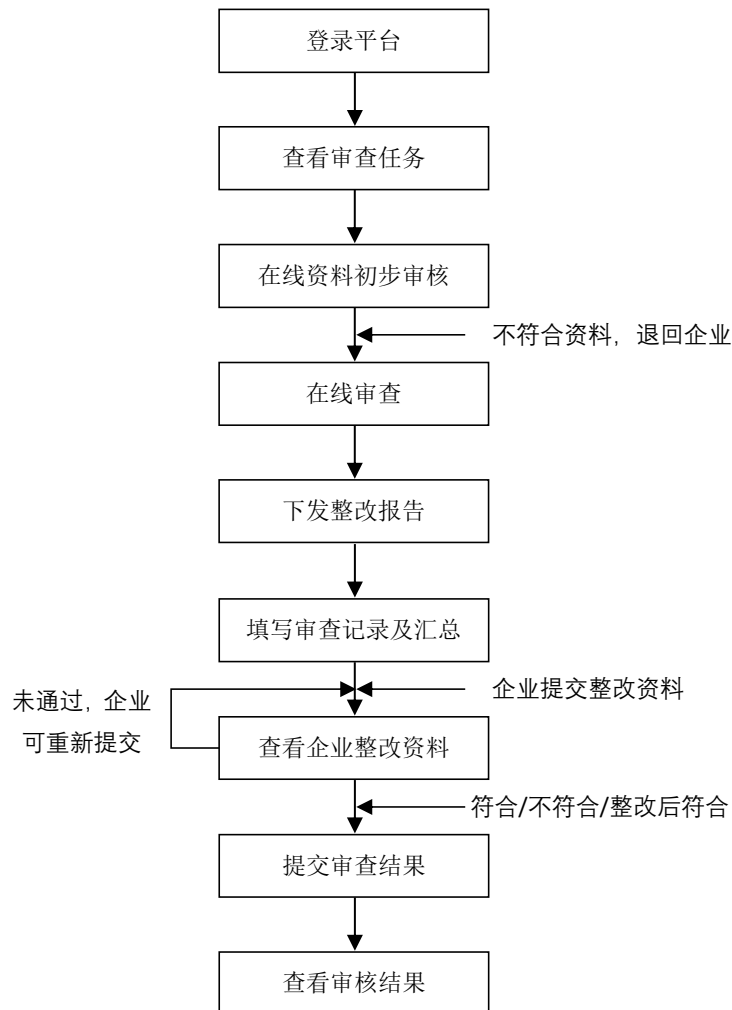 登录平台
查看审查任务
在线资料初步审核
不符合资料，退回企业
在线审查
下发整改报告
填写审查记录及汇总
企业提交整改资料
未通过，企业
可重新提交
查看企业整改资料
符合/不符合/整改后符合
提交审查结果
查看审核结果